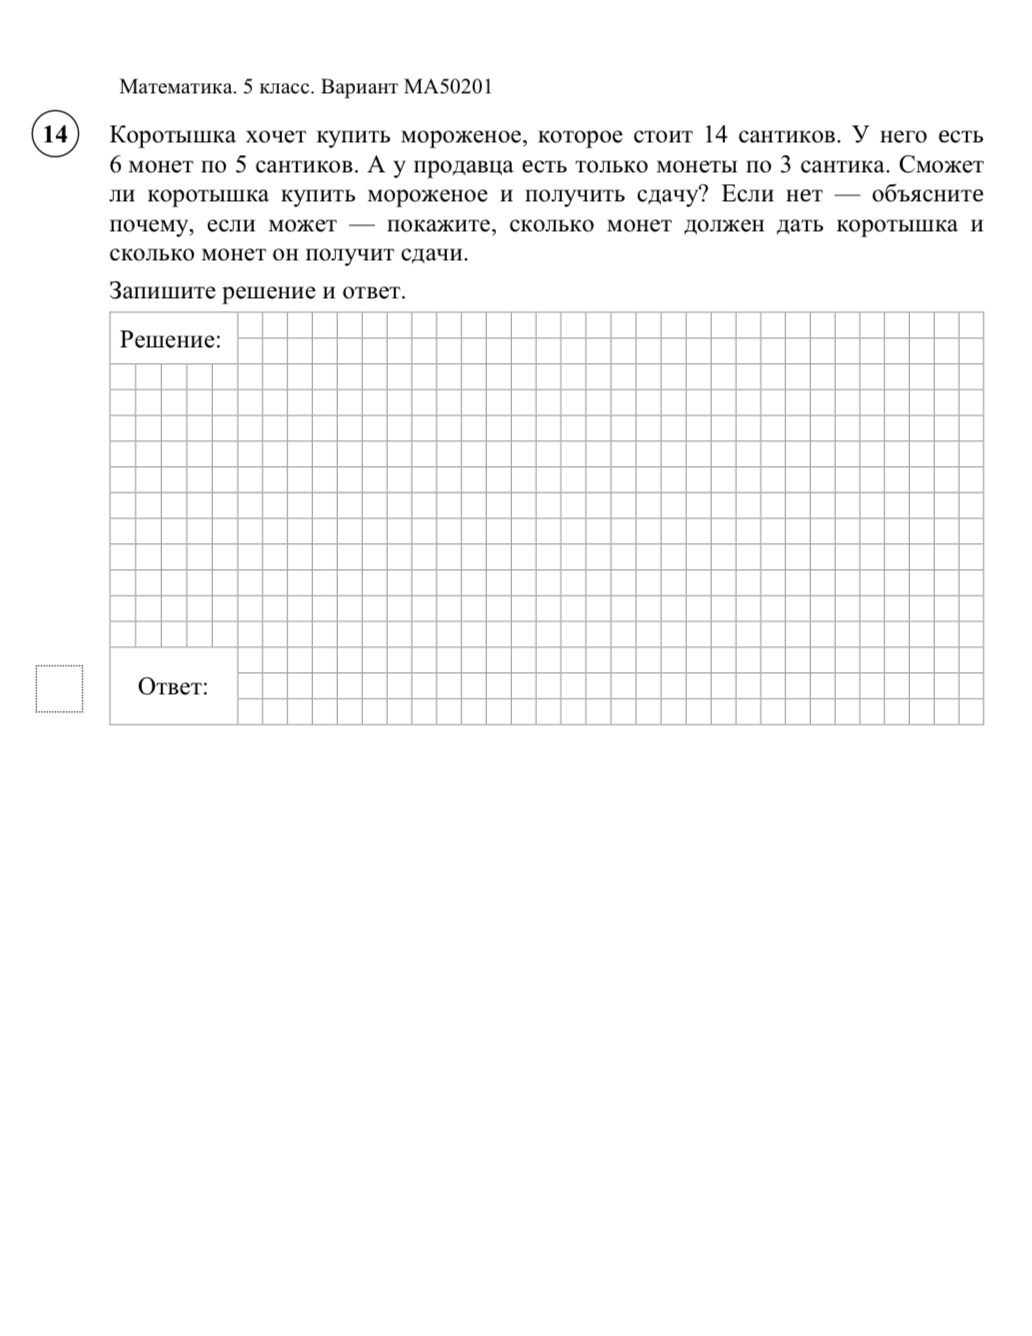 Математика. 5 класс. Вариант МА50201
14 Коротышка хочет купить мороженое, которое стоит 14 сантиков. У него есть
6 монет по 5 сантиков. А у продавца есть только монеты по 3 сантика. Сможет
ли коротышка купить мороженое и получить сдачу? Если нет — объясните
почему, если может — покажите, сколько монет должен дать коротышка и
сколько монет он получит сдачи.
Запишите решение и ответ.
Решение:
Ответ: